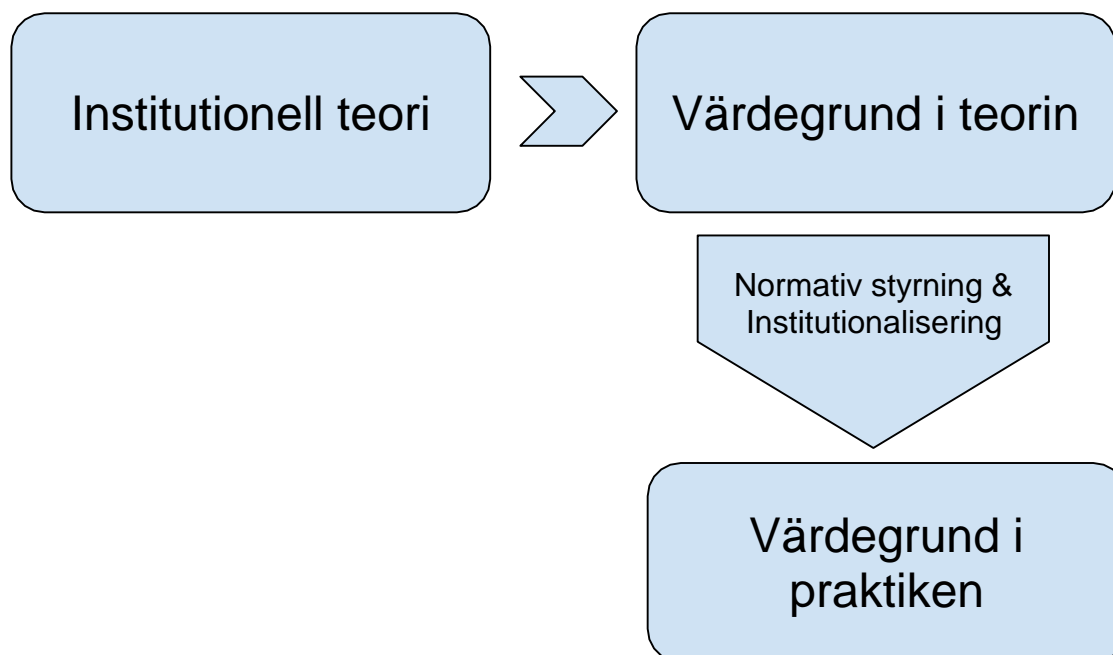 Institutionell teori
Värdegrund i teorin
Normativ styrning &
Institutionalisering
Värdegrund i
praktiken